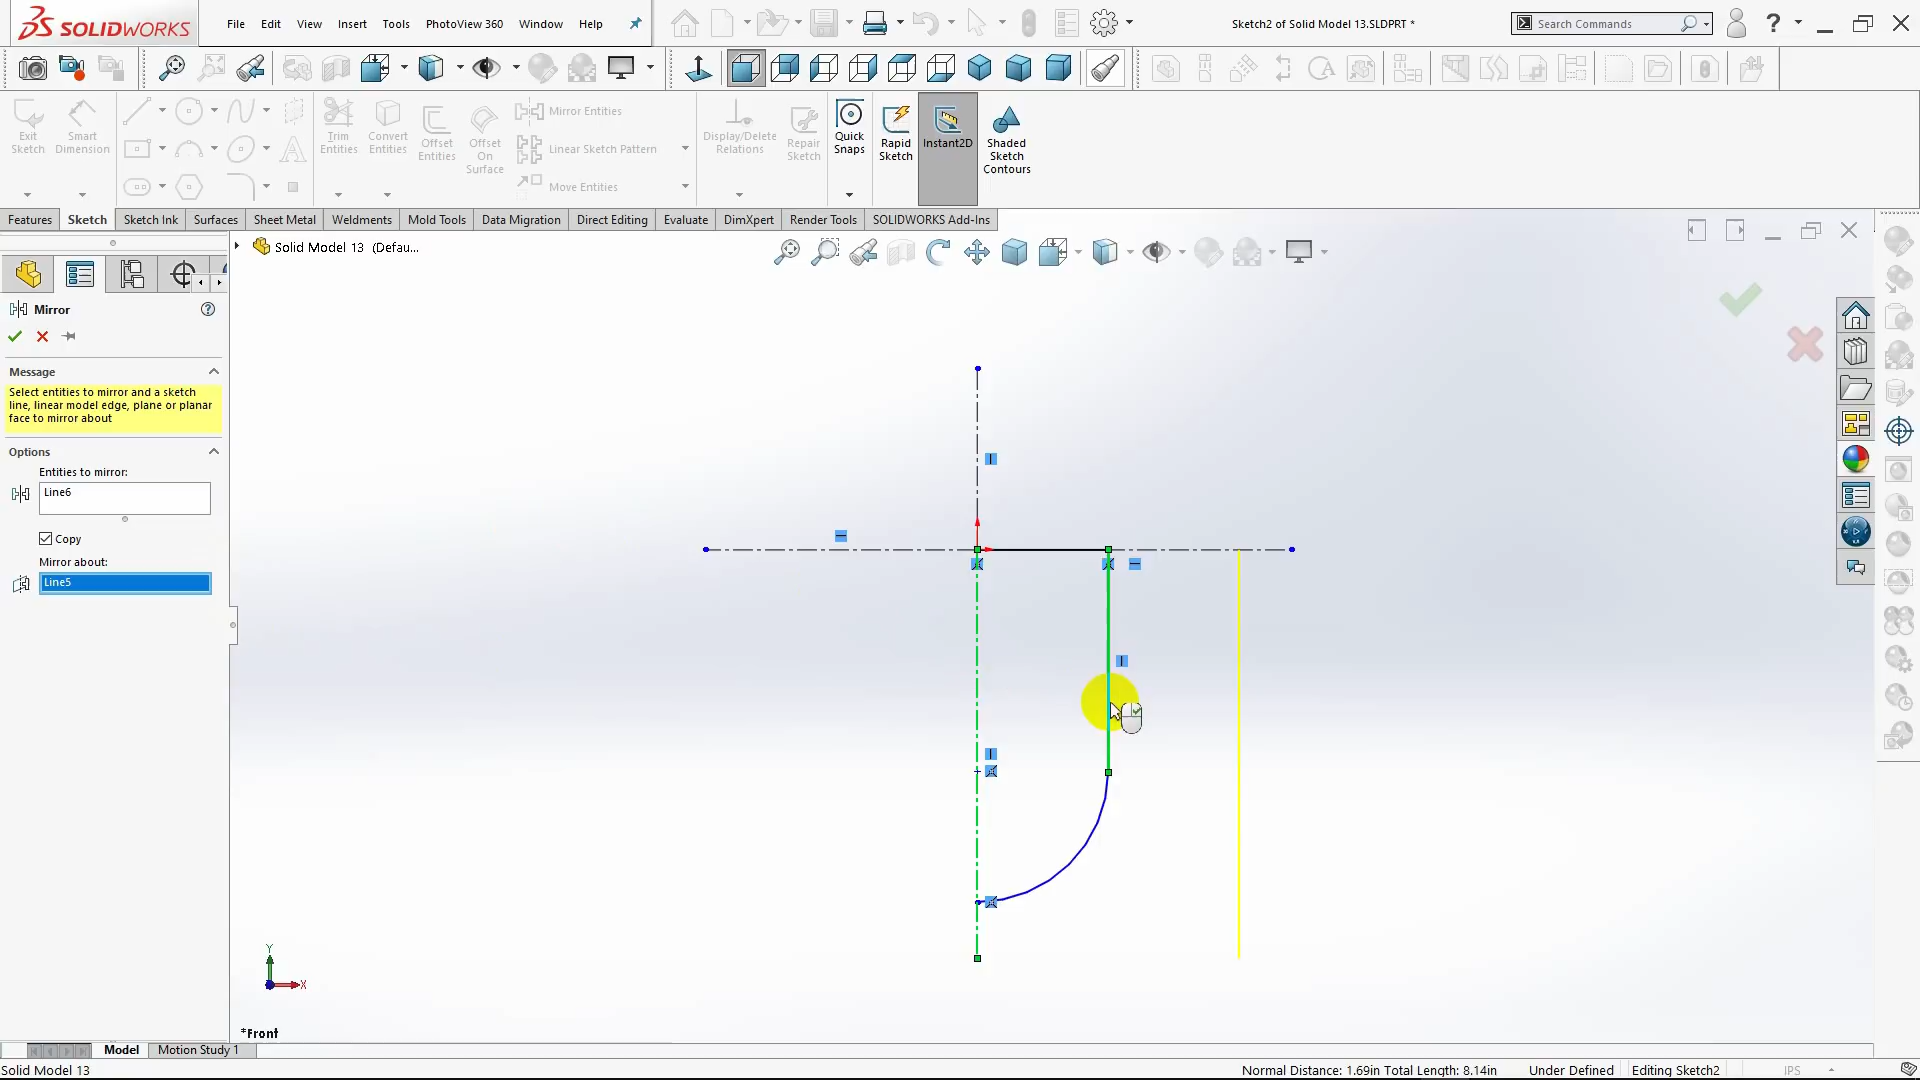 SOLIDWORKS
File
Edit
View
Insert
Tools
PhotoView 360
Window
Help
Sketch2 of Solid Model 13.SLDPRT *
Search Commands
Exit
Sketch
Smart
Dimension
Trim
Entities
Convert
Entities
Offset
Entities
Offset
On
Surface
Mirror Entities
Linear Sketch Pattern
Move Entities
Display/Delete
Relations
Repair
Sketch
Quick
Snaps
Rapid
Sketch
Instant2D
Shaded
Sketch
Contours
Features
Sketch
Sketch Ink
Surfaces
Sheet Metal
Weldments
Mold Tools
Data Migration
Direct Editing
Evaluate
DimXpert
Render Tools
SOLIDWORKS Add-Ins
Solid Model 13 (Defau...
Mirror
Message
Select entities to mirror and a sketch
line, linear model edge, plane or planar
face to mirror about
Options
Entities to mirror:
Line6
Copy
Mirror about:
Line5
Y
X
*Front
Model
Motion Study 1
Solid Model 13
Normal Distance: 1.69in Total Length: 8.14in
Under Defined
Editing Sketch2
IPS